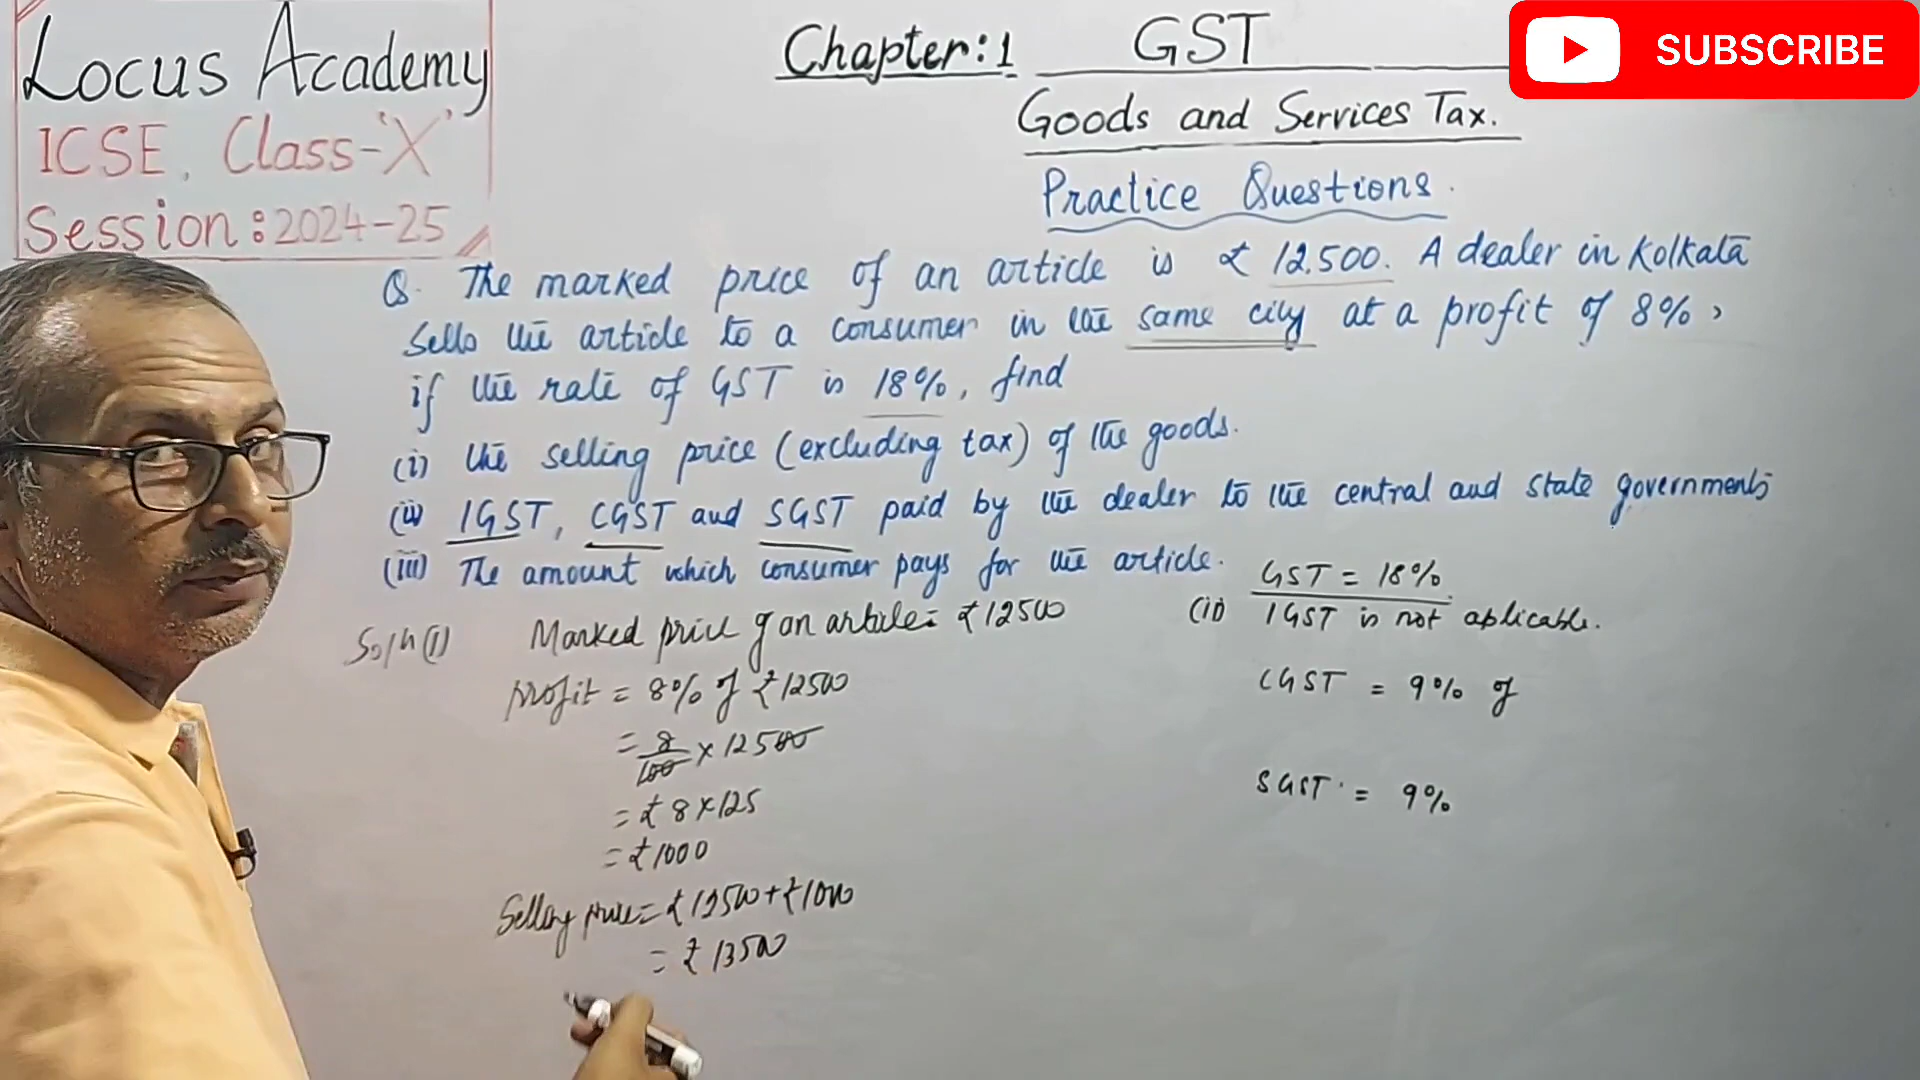 Locus Academy
ICSE, Class-'X'
Session: 2024-25
Chapter: 1 GST
SUBSCRIBE
Goods and Services Tax.
Practice Questions.
Q. The marked price of an article is ₹ 12,500. A dealer in Kolkata
sells the article to a consumer in the same city at a profit of 8%,
if the rate of GST is 18%, find
(i) the selling price (excluding tax) of the goods.
(ii) IGST, CGST and SGST paid by the dealer to the central and state governments
(iii) The amount which consumer pays for the article.
Soln (i) Marked price of an article = ₹ 12500
profit = 8% of ₹ 12500
= 8/100 × 12500
= ₹ 8 × 125
= ₹ 1000
Selling price = ₹ 12500 + ₹ 1000
= ₹ 13500
GST = 18%.
(ii) IGST is not aplicable.
CGST = 9% of
SGST = 9%